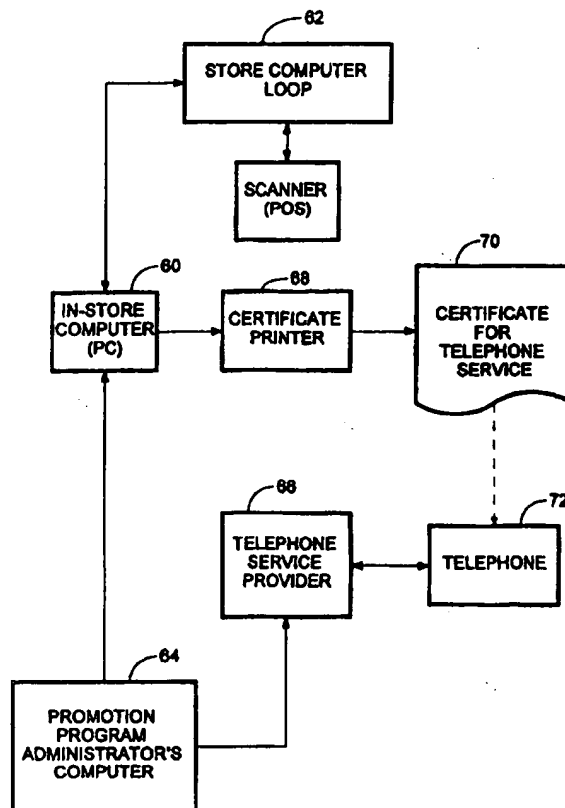 62
STORE COMPUTER
LOOP
SCANNER
(POS)
60
IN-STORE
COMPUTER
(PC)
68
CERTIFICATE
PRINTER
70
CERTIFICATE
FOR
TELEPHONE
SERVICE
66
TELEPHONE
SERVICE
PROVIDER
72
TELEPHONE
64
PROMOTION
PROGRAM
ADMINISTRATOR'S
COMPUTER